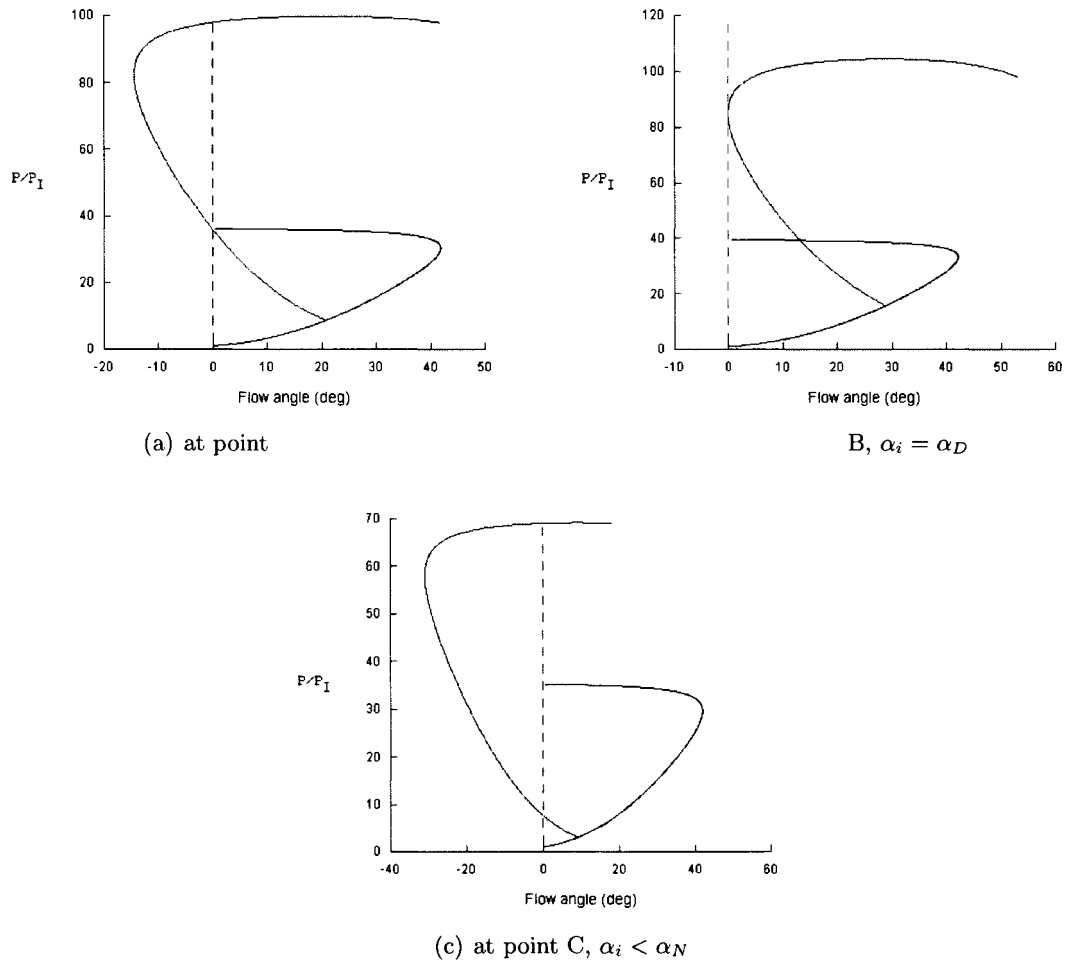 100
80
60
P/P_I
40
20
0
-20 -10 0 10 20 30 40 50
Flow angle (deg)
(a) at point
120
100
80
P/P_I
60
40
20
0
-10 0 10 20 30 40 50 60
Flow angle (deg)
B, α_i = α_D
70
60
50
40
P/P_I
30
20
10
0
-40 -20 0 20 40 60
Flow angle (deg)
(c) at point C, α_i < α_N